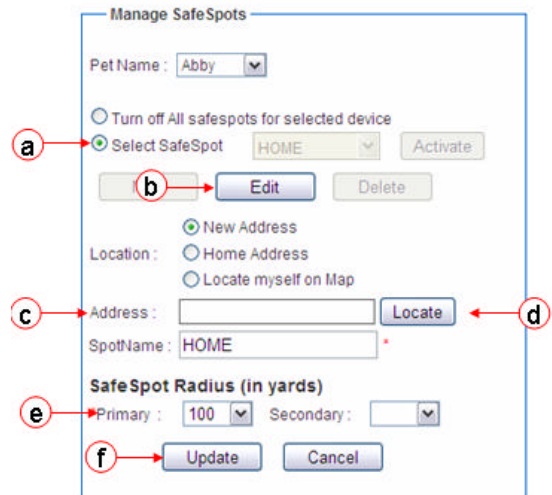 Manage SafeSpots
Pet Name : Abby
Turn off All safespots for selected device
a Select SafeSpot HOME Activate
b Edit Delete
New Address
Location : Home Address
Locate myself on Map
c Address : Locate d
SpotName : HOME *
SafeSpot Radius (in yards)
e Primary : 100 Secondary :
f Update Cancel